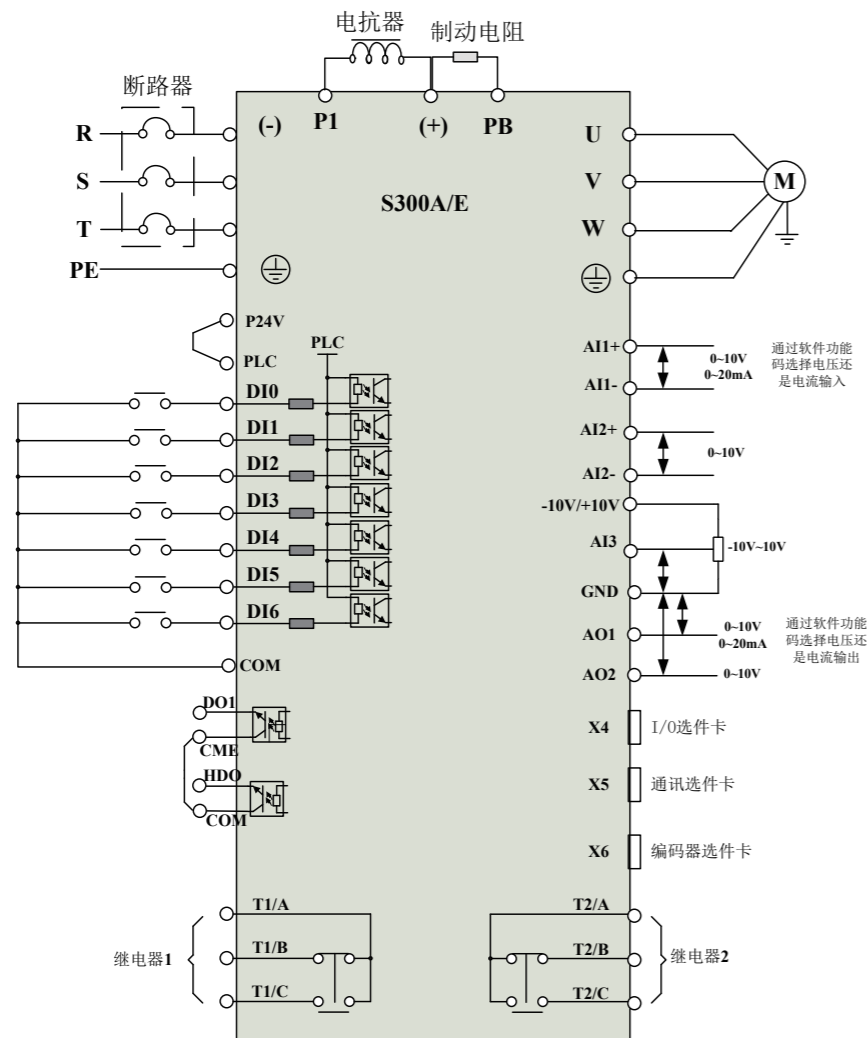 电抗器
制动电阻
断路器
R
S
T
PE
(-)
P1
(+)
PB
S300A/E
U
V
W
M
P24V
PLC
PLC
DI0
DI1
DI2
DI3
DI4
DI5
DI6
COM
DO1
CME
HDO
COM
AI1+
AI1-
0~10V
0~20mA
通过软件功能
码选择电压还
是电流输入
AI2+
AI2-
0~10V
-10V/+10V
AI3
-10V~10V
GND
AO1
0~10V
0~20mA
通过软件功能
码选择电压还
是电流输出
AO2
0~10V
X4
I/O选件卡
X5
通讯选件卡
X6
编码器选件卡
继电器1
T1/A
T1/B
T1/C
T2/A
T2/B
T2/C
继电器2